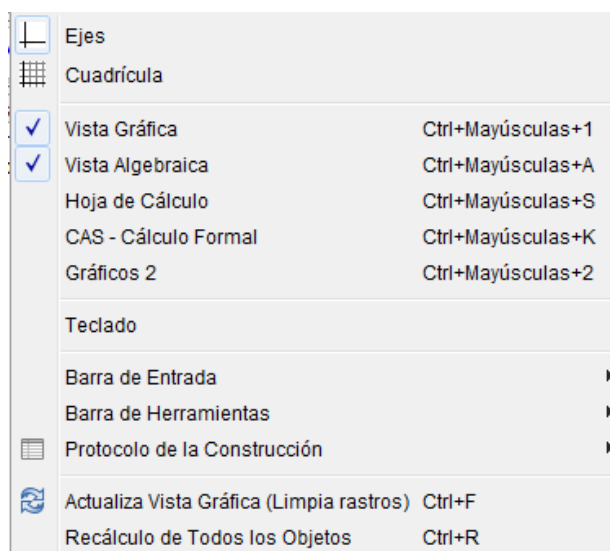 Ejes
Cuadrícula
Vista Gráfica Ctrl+Mayúsculas+1
Vista Algebraica Ctrl+Mayúsculas+A
Hoja de Cálculo Ctrl+Mayúsculas+S
CAS - Cálculo Formal Ctrl+Mayúsculas+K
Gráficos 2 Ctrl+Mayúsculas+2
Teclado
Barra de Entrada
Barra de Herramientas
Protocolo de la Construcción
Actualiza Vista Gráfica (Limpia rastros) Ctrl+F
Recálculo de Todos los Objetos Ctrl+R